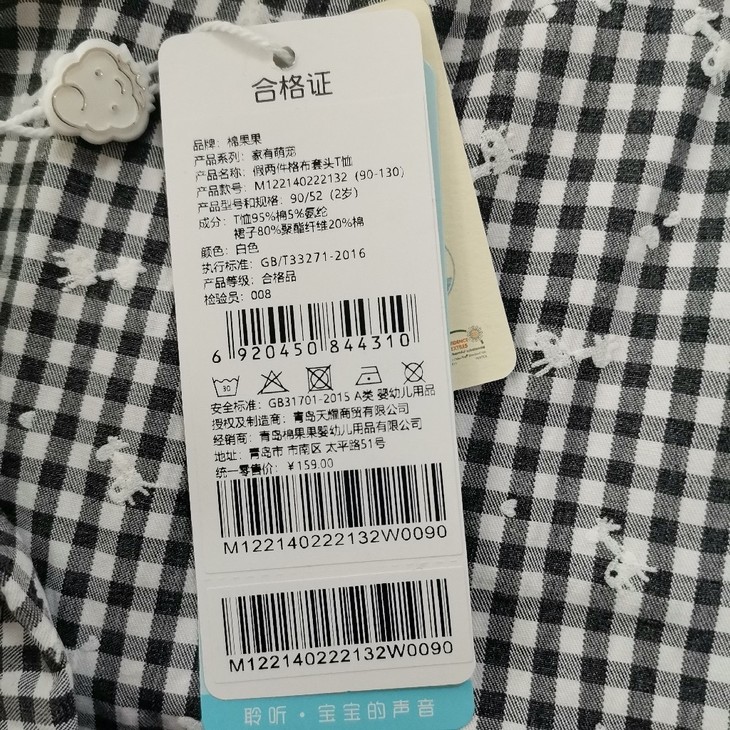 合格证
品牌：棉果果
产品系列：家有萌宠
产品名称：假两件格布套头T恤
产品款号：M122140222132（90-130）
产品型号和规格：90/52（2岁）
成分：T恤95%棉5%氨纶
裙子80%聚酯纤维20%棉
颜色：白色
执行标准：GB/T33271-2016
产品等级：合格品
检验员：008
6 920450 844310
30
安全标准：GB31701-2015 A类 婴幼儿用品
授权及制造商：青岛天耀商贸有限公司
经销商：青岛棉果果婴幼儿用品有限公司
地址：青岛市 市南区 太平路51号
统一零售价：￥159.00
M122140222132W0090
M122140222132W0090
聆听·宝宝的声音